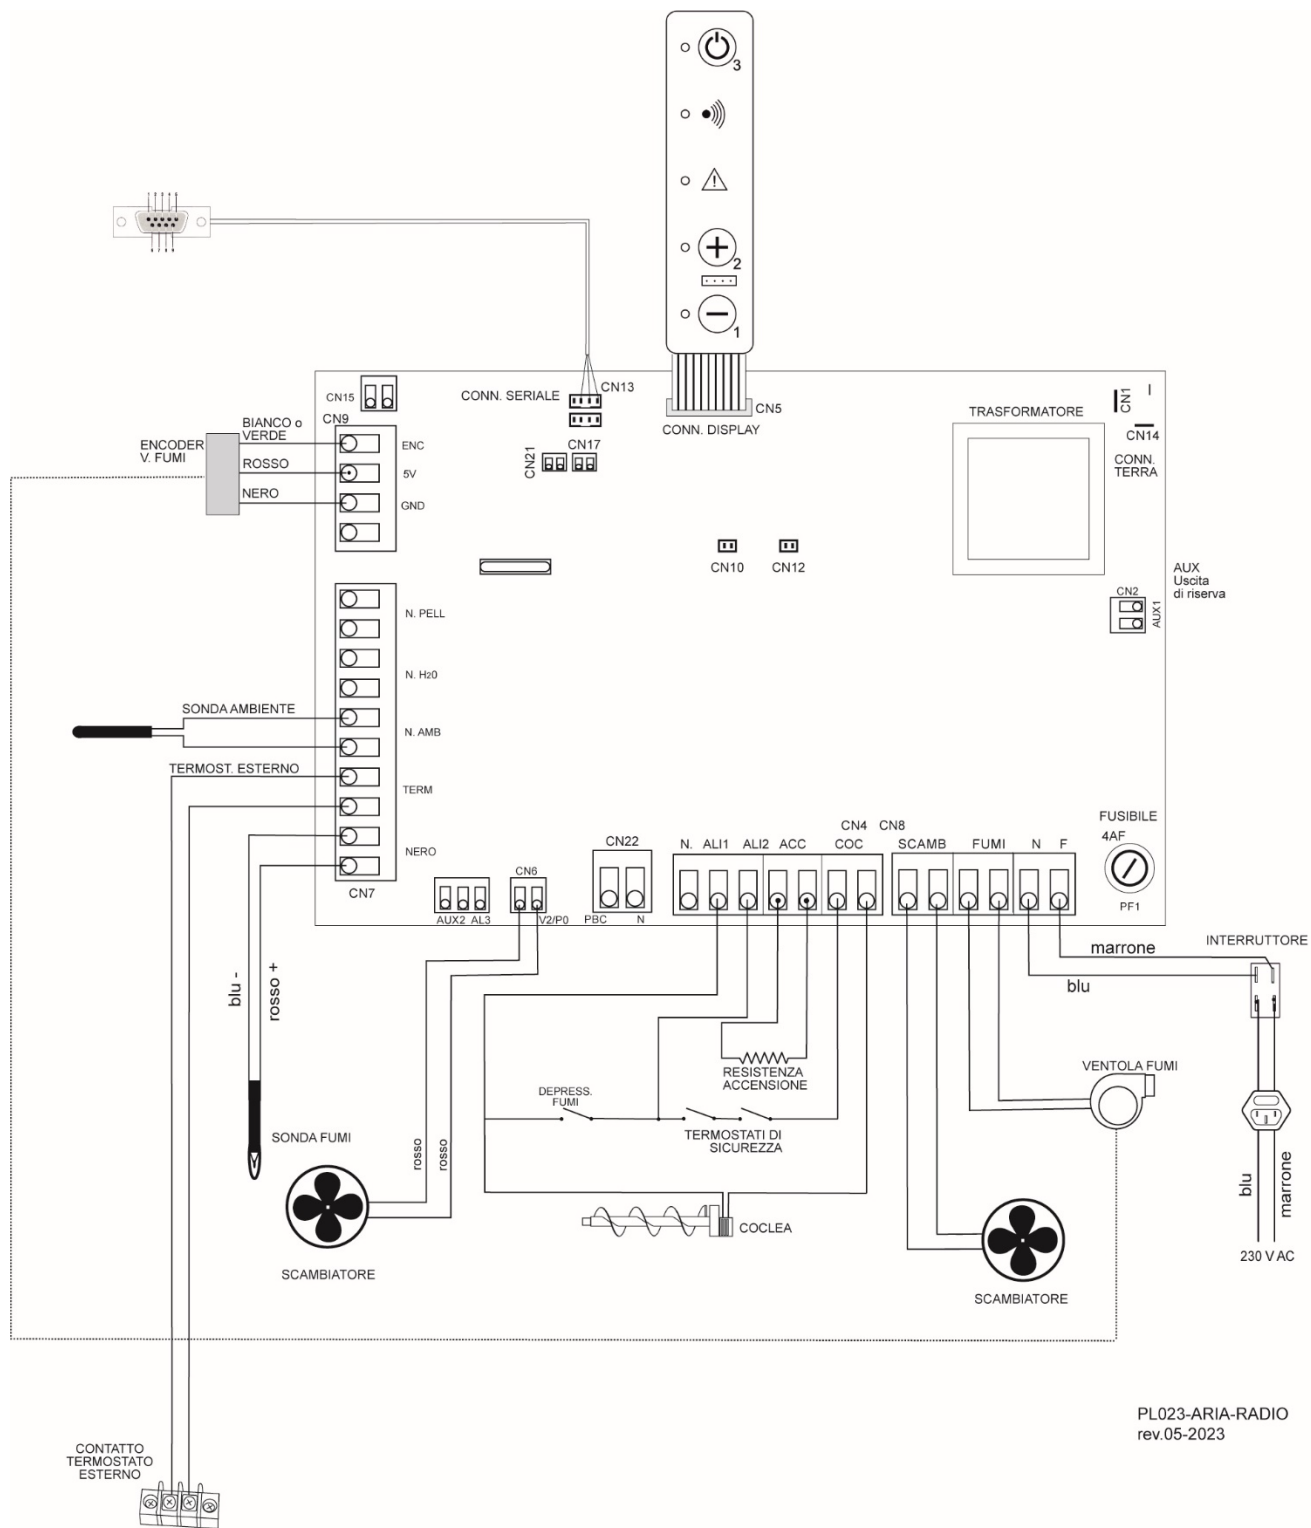 3
2
1
CN13
CONN. SERIALE
CN5
CONN. DISPLAY
CN15
CN9
BIANCO o
VERDE
ENC
ENCODER
V. FUMI
ROSSO
5V
NERO
GND
CN21
CN17
TRASFORMATORE
CN1
CN14
CONN.
TERRA
CN10
CN12
AUX
Uscita
di riserva
CN2
AUX1
N. PELL
N. H2O
SONDA AMBIENTE
N. AMB
TERMOST. ESTERNO
TERM
NERO
CN7
CN22
PBC
N
CN6
AUX2
AL3
V2/P0
CN4
CN8
N.
ALI1
ALI2
ACC
COC
SCAMB
FUMI
N
F
FUSIBILE
4AF
PF1
INTERRUTTORE
marrone
blu
blu -
rosso +
rosso
rosso
RESISTENZA
ACCENSIONE
DEPRESS.
FUMI
TERMOSTATI DI
SICUREZZA
VENTOLA FUMI
SONDA FUMI
COCLEA
SCAMBIATORE
SCAMBIATORE
blu
marrone
230 V AC
PL023-ARIA-RADIO
rev.05-2023
CONTATTO
TERMOSTATO
ESTERNO